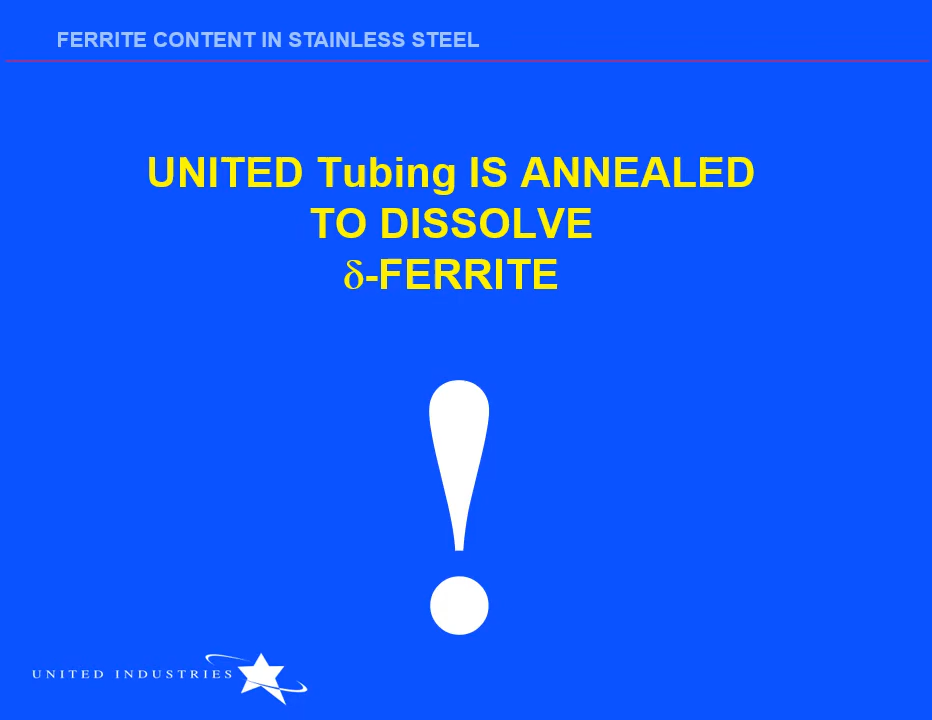 FERRITE CONTENT IN STAINLESS STEEL
UNITED Tubing IS ANNEALED
TO DISSOLVE
δ-FERRITE
!
UNITED INDUSTRIES